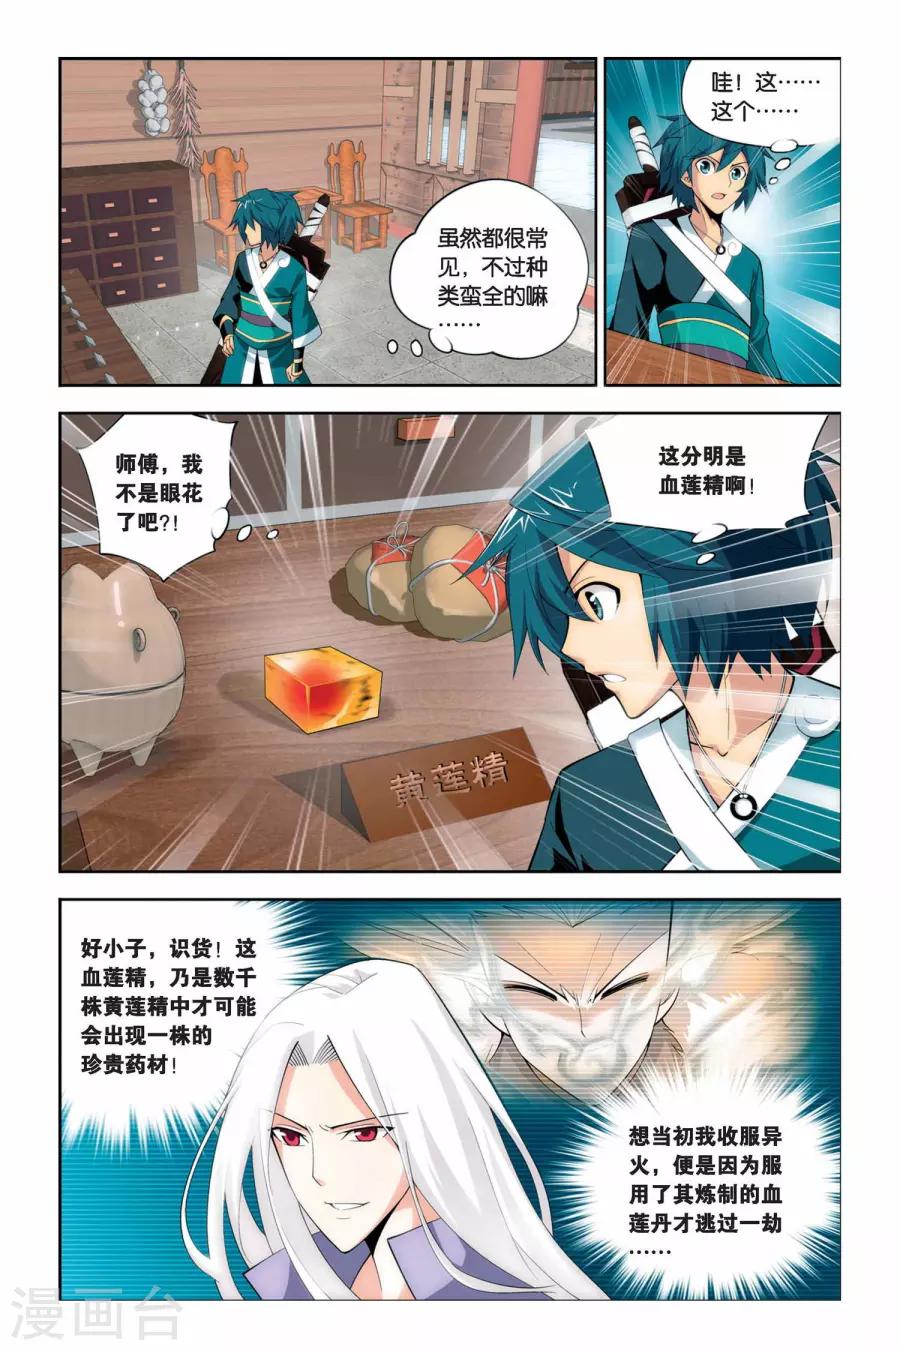 虽然都很常
见，不过种
类蛮全的嘛
……
哇！这……
这个……
师傅，我
不是眼花
了吧?!
这分明是
血莲精啊！
黄莲精
好小子，识货！这
血莲精，乃是数千
株黄莲精中才可能
会出现一株的
珍贵药材！
想当初我收服异
火，便是因为服
用了其炼制的血
莲丹才逃过一劫
……
漫画台